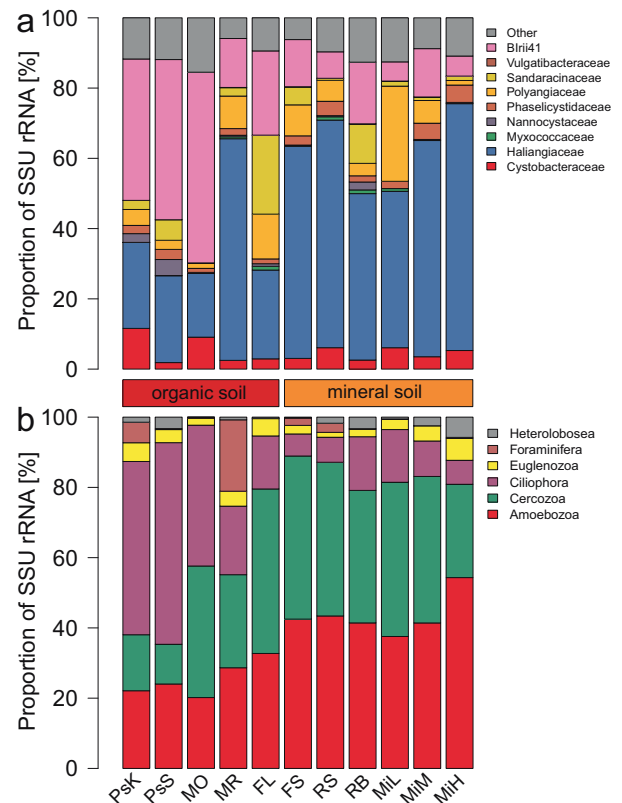 a
Proportion of SSU rRNA [%]
100
80
60
40
20
0
Other
Blrii41
Vulgatibacteraceae
Sandaracinaceae
Polyangiaceae
Phaselicystidaceae
Nannocystaceae
Myxococcaceae
Haliangiaceae
Cystobacteraceae
organic soil
mineral soil
b
Proportion of SSU rRNA [%]
100
80
60
40
20
0
Heterolobosea
Foraminifera
Euglenozoa
Ciliophora
Cercozoa
Amoebozoa
PsK
PsS
MO
MR
FL
FS
RS
RB
MiL
MiM
MiH